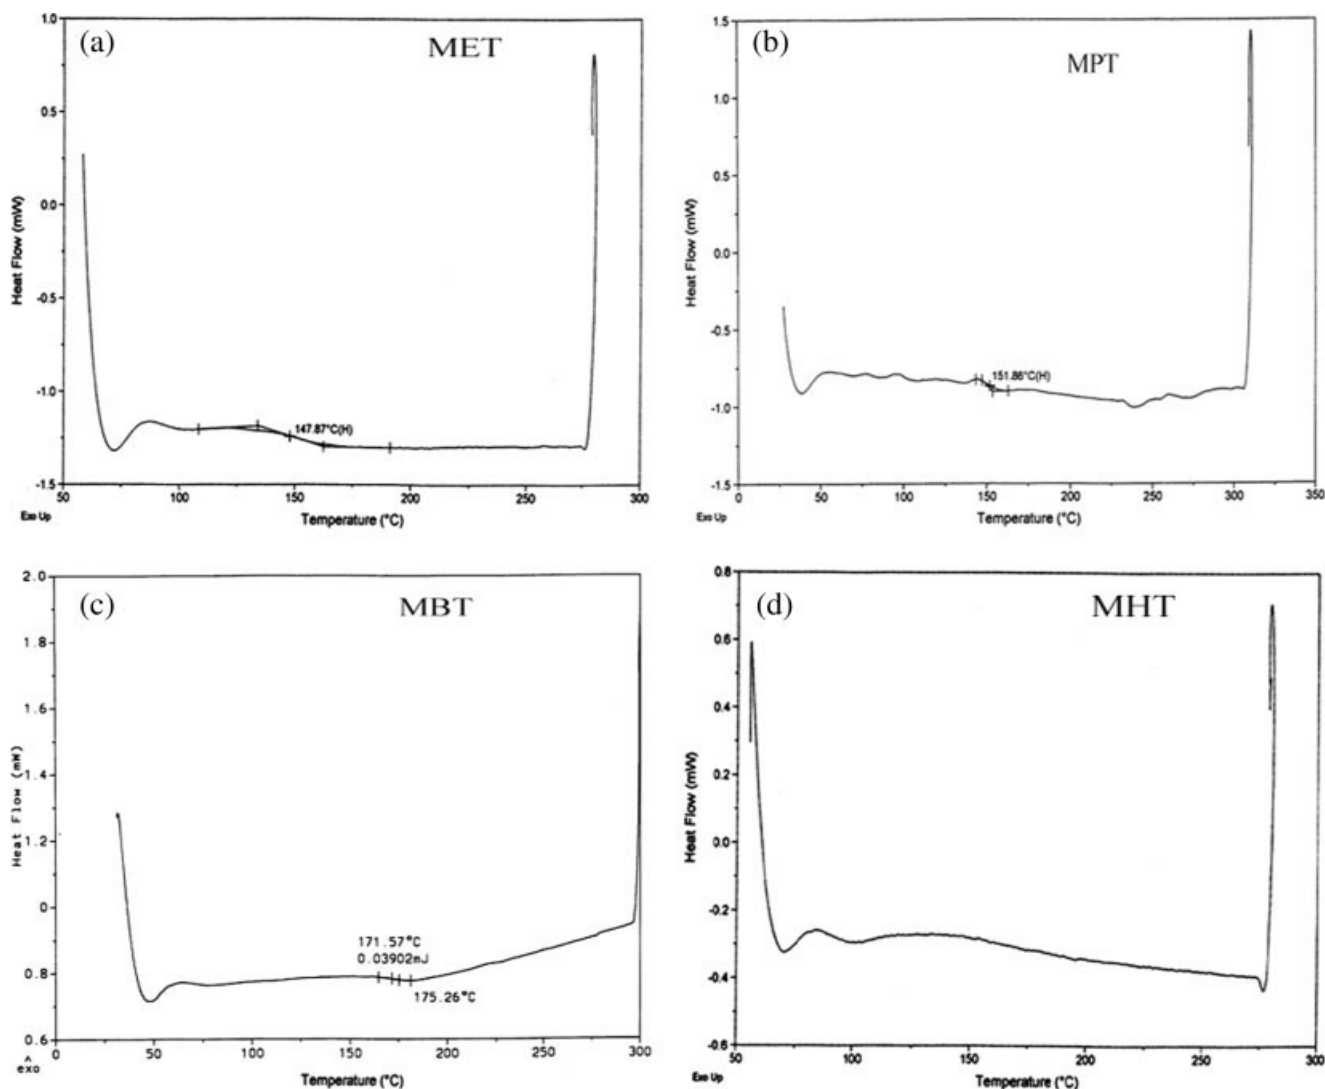 (a)
MET
1.0
0.5
0.0
-0.5
-1.0
-1.5
Heat Flow (mW)
147.87°C(H)
50
100
150
200
250
300
Exo Up
Temperature (°C)
(b)
MPT
1.5
1.0
0.5
0.0
-0.5
-1.0
-1.5
Heat Flow (mW)
151.86°C(H)
0
50
100
150
200
250
300
350
Exo Up
Temperature (°C)
(c)
MBT
2.0
1.8
1.6
1.4
1.2
0
0.8
0.6
Heat Flow (mW)
171.57°C
0.03902mJ
175.26°C
0
50
100
150
200
250
300
^
exo
Temperature (°C)
(d)
MHT
0.8
0.6
0.4
0.2
0.0
-0.2
-0.4
-0.6
Heat Flow (mW)
50
100
150
200
250
300
Exo Up
Temperature (°C)